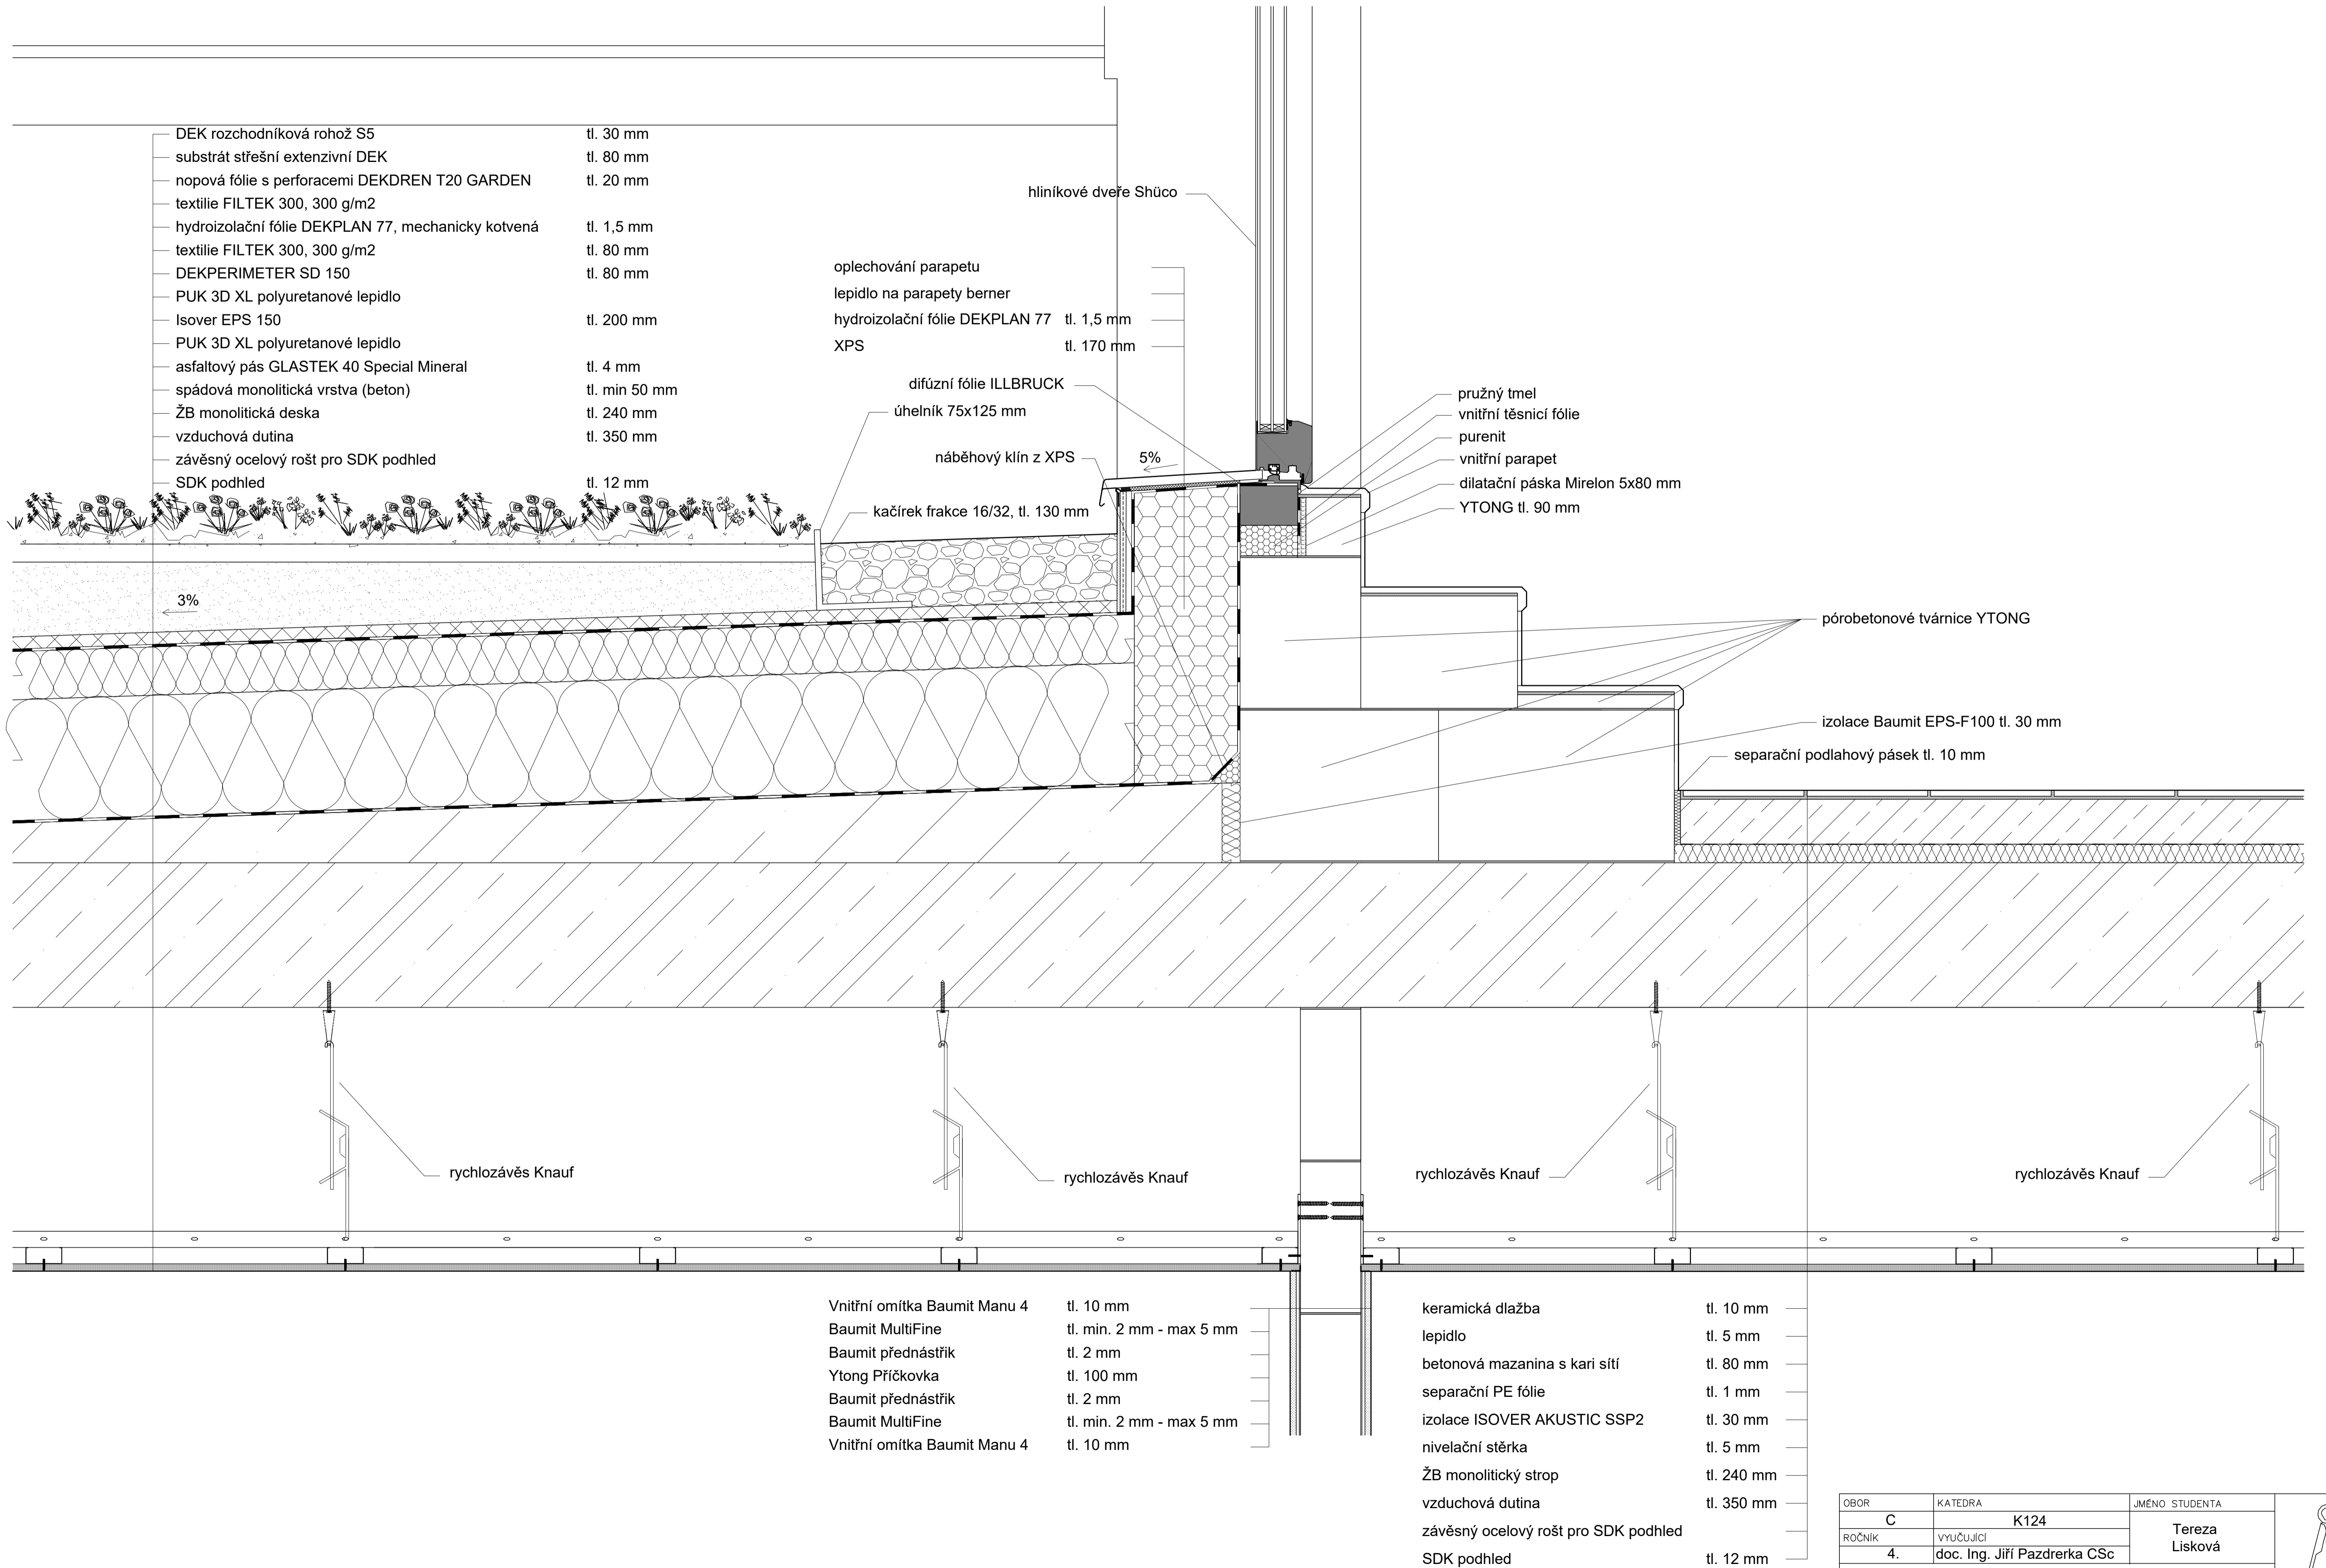 DEK rozchodníková rohož S5 tl. 30 mm
substrát střešní extenzivní DEK tl. 80 mm
nopová fólie s perforacemi DEKDREN T20 GARDEN tl. 20 mm
textilie FILTEK 300, 300 g/m2
hydroizolační fólie DEKPLAN 77, mechanicky kotvená tl. 1,5 mm
textilie FILTEK 300, 300 g/m2 tl. 80 mm
DEKPERIMETER SD 150 tl. 80 mm
PUK 3D XL polyuretanové lepidlo
Isover EPS 150 tl. 200 mm
PUK 3D XL polyuretanové lepidlo
asfaltový pás GLASTEK 40 Special Mineral tl. 4 mm
spádová monolitická vrstva (beton) tl. min 50 mm
ŽB monolitická deska tl. 240 mm
vzduchová dutina tl. 350 mm
závěsný ocelový rošt pro SDK podhled
SDK podhled tl. 12 mm
hliníkové dveře Shüco
oplechování parapetu
lepidlo na parapety berner
hydroizolační fólie DEKPLAN 77 tl. 1,5 mm
XPS tl. 170 mm
difúzní fólie ILLBRUCK
úhelník 75x125 mm
náběhový klín z XPS
5%
kačírek frakce 16/32, tl. 130 mm
3%
pružný tmel
vnitřní těsnicí fólie
purenit
vnitřní parapet
dilatační páska Mirelon 5x80 mm
YTONG tl. 90 mm
pórobetonové tvárnice YTONG
izolace Baumit EPS-F100 tl. 30 mm
separační podlahový pásek tl. 10 mm
rychlozávěs Knauf
rychlozávěs Knauf
rychlozávěs Knauf
rychlozávěs Knauf
Vnitřní omítka Baumit Manu 4 tl. 10 mm
Baumit MultiFine tl. min. 2 mm - max 5 mm
Baumit přednástřik tl. 2 mm
Ytong Příčkovka tl. 100 mm
Baumit přednástřik tl. 2 mm
Baumit MultiFine tl. min. 2 mm - max 5 mm
Vnitřní omítka Baumit Manu 4 tl. 10 mm
keramická dlažba tl. 10 mm
lepidlo tl. 5 mm
betonová mazanina s kari sítí tl. 80 mm
separační PE fólie tl. 1 mm
izolace ISOVER AKUSTIC SSP2 tl. 30 mm
nivelační stěrka tl. 5 mm
ŽB monolitický strop tl. 240 mm
vzduchová dutina tl. 350 mm
závěsný ocelový rošt pro SDK podhled
SDK podhled tl. 12 mm
OBOR KATEDRA JMÉNO STUDENTA
C K124
ROČNÍK VYUČUJÍCÍ
4. doc. Ing. Jiří Pazdrerka CSc
Tereza
Lisková